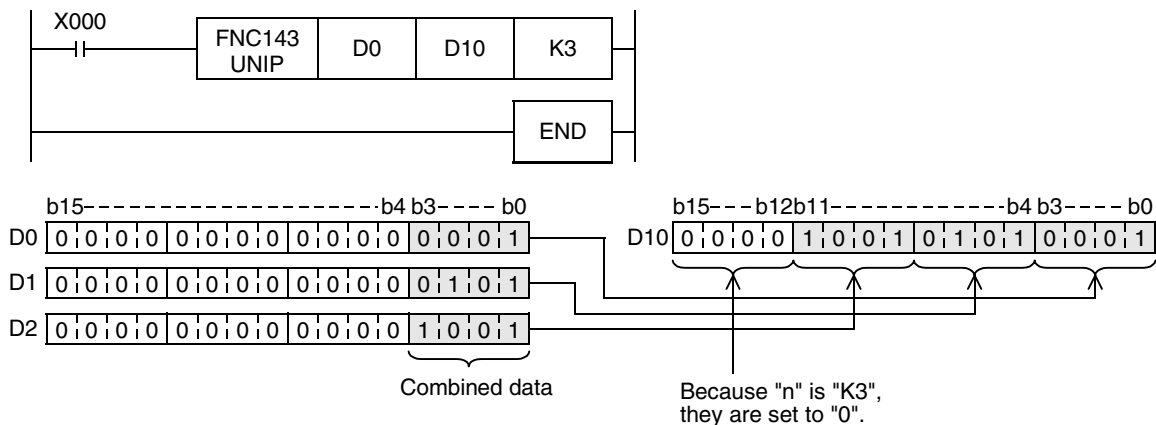 X000
FNC143
UNIP
D0
D10
K3
END
b15 b4 b3 b0
D0 0 0 0 0 0 0 0 0 0 0 0 0 0 0 0 1
D1 0 0 0 0 0 0 0 0 0 0 0 0 0 1 0 1
D2 0 0 0 0 0 0 0 0 0 0 0 0 1 0 0 1
Combined data
b15 b12 b11 b4 b3 b0
D10 0 0 0 0 1 0 0 1 0 1 0 1 0 0 0 1
Because "n" is "K3",
they are set to "0".